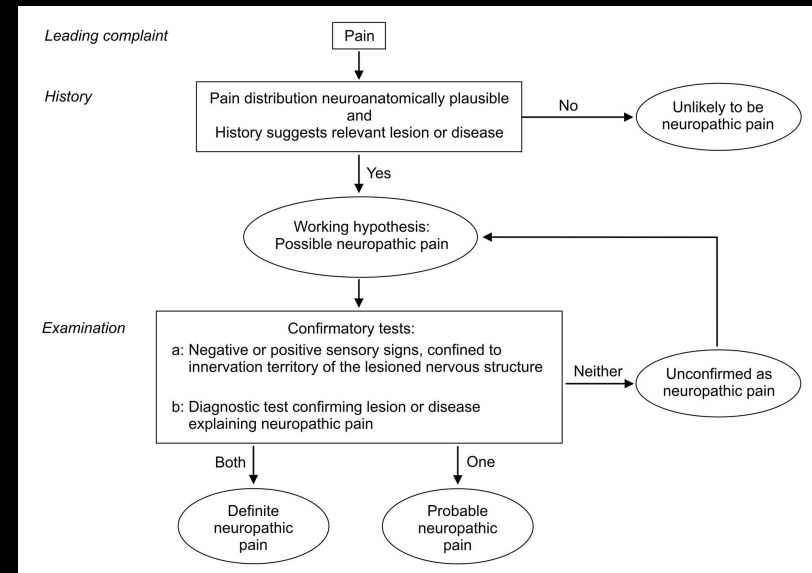 Leading complaint
Pain
History
Pain distribution neuroanatomically plausible
and
History suggests relevant lesion or disease
No
Unlikely to be
neuropathic pain
Yes
Working hypothesis:
Possible neuropathic pain
Examination
Confirmatory tests:
a: Negative or positive sensory signs, confined to
innervation territory of the lesioned nervous structure
b: Diagnostic test confirming lesion or disease
explaining neuropathic pain
Neither
Unconfirmed as
neuropathic pain
Both
One
Definite
neuropathic
pain
Probable
neuropathic
pain